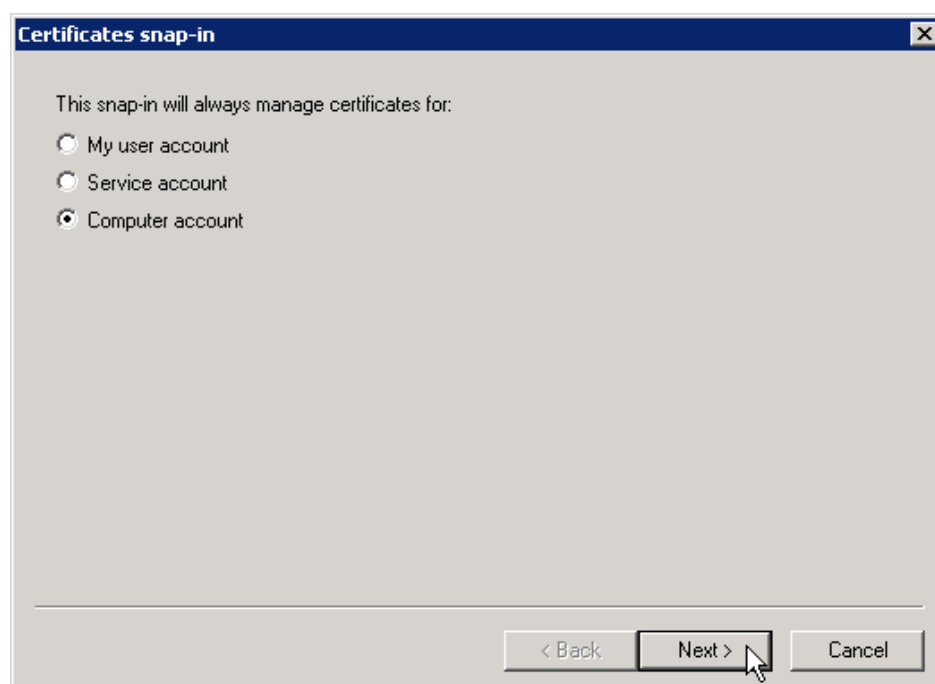 Certificates snap-in
This snap-in will always manage certificates for:
My user account
Service account
Computer account
< Back Next > Cancel